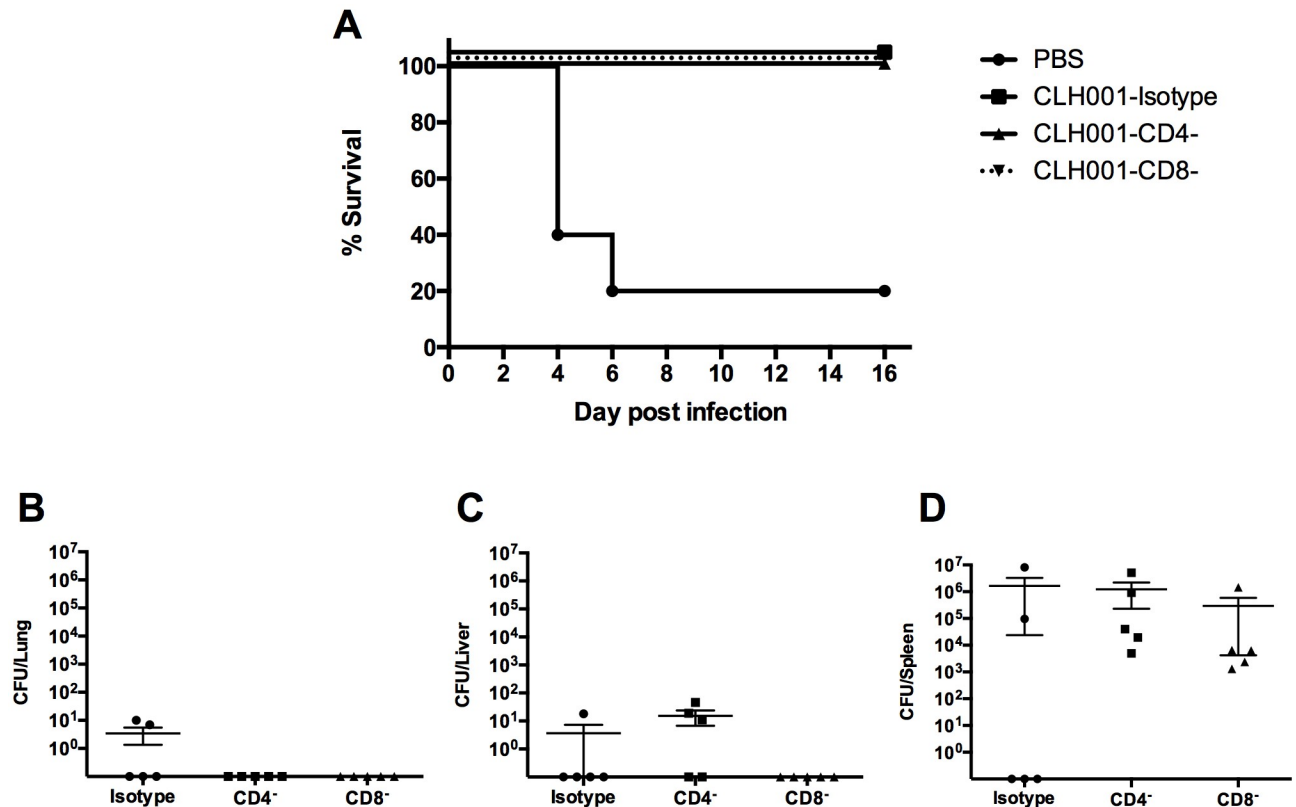 A
% Survival
100
80
60
40
20
0
0 2 4 6 8 10 12 14 16
Day post infection
PBS
CLH001-Isotype
CLH001-CD4-
CLH001-CD8-
B
CFU/Lung
10⁷
10⁶
10⁵
10⁴
10³
10²
10¹
10⁰
Isotype CD4⁻ CD8⁻
C
CFU/Liver
10⁷
10⁶
10⁵
10⁴
10³
10²
10¹
10⁰
Isotype CD4⁻ CD8⁻
D
CFU/Spleen
10⁷
10⁶
10⁵
10⁴
10³
10²
10¹
10⁰
Isotype CD4⁻ CD8⁻